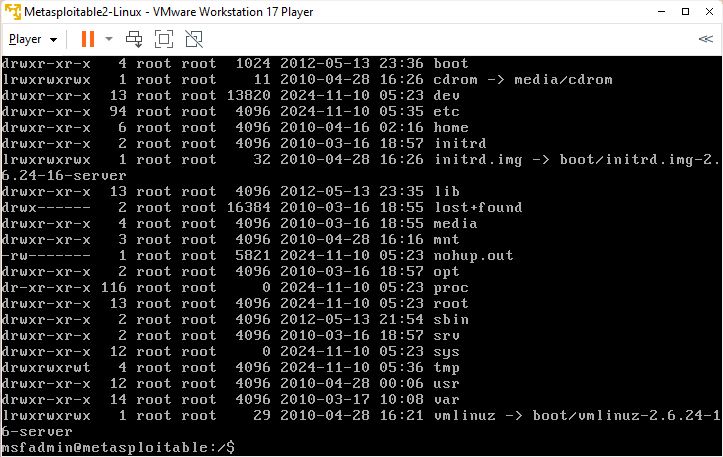 Metasploitable2-Linux - VMware Workstation 17 Player
Player
drwxr-xr-x   4 root root  1024 2012-05-13 23:36 boot
lrwxrwxrwx   1 root root    11 2010-04-28 16:26 cdrom -> media/cdrom
drwxr-xr-x  13 root root 13820 2024-11-10 05:23 dev
drwxr-xr-x  94 root root  4096 2024-11-10 05:35 etc
drwxr-xr-x   6 root root  4096 2010-04-16 02:16 home
drwxr-xr-x   2 root root  4096 2010-03-16 18:57 initrd
lrwxrwxrwx   1 root root    32 2010-04-28 16:26 initrd.img -> boot/initrd.img-2.
6.24-16-server
drwxr-xr-x  13 root root  4096 2012-05-13 23:35 lib
drwx------   2 root root 16384 2010-03-16 18:55 lost+found
drwxr-xr-x   4 root root  4096 2010-03-16 18:55 media
drwxr-xr-x   3 root root  4096 2010-04-28 16:16 mnt
-rw-------   1 root root  5821 2024-11-10 05:23 nohup.out
drwxr-xr-x   2 root root  4096 2010-03-16 18:57 opt
dr-xr-xr-x 116 root root     0 2024-11-10 05:23 proc
drwxr-xr-x  13 root root  4096 2024-11-10 05:23 root
drwxr-xr-x   2 root root  4096 2012-05-13 21:54 sbin
drwxr-xr-x   2 root root  4096 2010-03-16 18:57 srv
drwxr-xr-x  12 root root     0 2024-11-10 05:23 sys
drwxrwxrwt   4 root root  4096 2024-11-10 05:36 tmp
drwxr-xr-x  12 root root  4096 2010-04-28 00:06 usr
drwxr-xr-x  14 root root  4096 2010-03-17 10:08 var
lrwxrwxrwx   1 root root    29 2010-04-28 16:21 vmlinuz -> boot/vmlinuz-2.6.24-1
6-server
msfadmin@metasploitable:/$